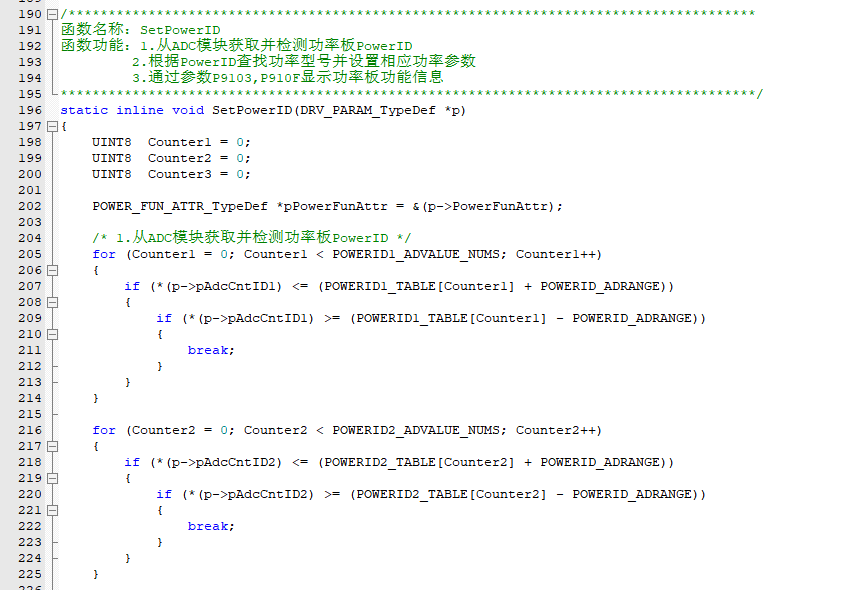 190 /**************************************************************************************
191 函数名称: SetPowerID
192 函数功能: 1.从ADC模块获取并检测功率板PowerID
193 2.根据PowerID查找功率型号并设置相应功率参数
194 3.通过参数P9103,P910F显示功率板功能信息
195 ***************************************************************************************/
196 static inline void SetPowerID(DRV_PARAM_TypeDef *p)
197 {
198 UINT8 Counter1 = 0;
199 UINT8 Counter2 = 0;
200 UINT8 Counter3 = 0;
201
202 POWER_FUN_ATTR_TypeDef *pPowerFunAttr = &(p->PowerFunAttr);
203
204 /* 1.从ADC模块获取并检测功率板PowerID */
205 for (Counter1 = 0; Counter1 < POWERID1_ADVALUE_NUMS; Counter1++)
206 {
207 if (*(p->pAdcCntID1) <= (POWERID1_TABLE[Counter1] + POWERID_ADRANGE))
208 {
209 if (*(p->pAdcCntID1) >= (POWERID1_TABLE[Counter1] - POWERID_ADRANGE))
210 {
211 break;
212 }
213 }
214 }
215
216 for (Counter2 = 0; Counter2 < POWERID2_ADVALUE_NUMS; Counter2++)
217 {
218 if (*(p->pAdcCntID2) <= (POWERID2_TABLE[Counter2] + POWERID_ADRANGE))
219 {
220 if (*(p->pAdcCntID2) >= (POWERID2_TABLE[Counter2] - POWERID_ADRANGE))
221 {
222 break;
223 }
224 }
225 }